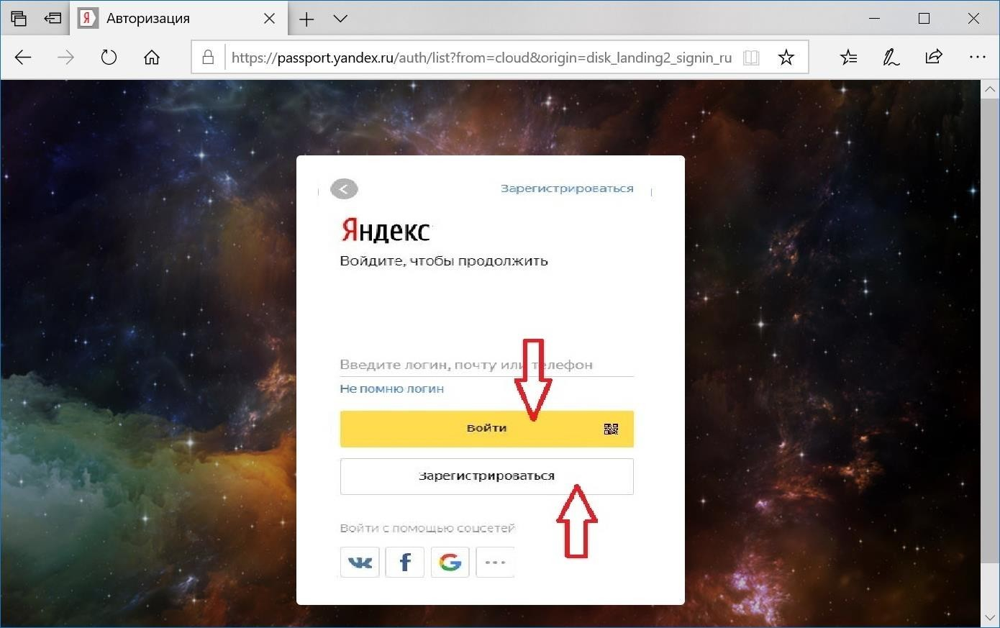 Авторизация
https://passport.yandex.ru/auth/list?from=cloud&origin=disk_landing2_signin_ru
Зарегистрироваться
Яндекс
Войдите, чтобы продолжить
Введите логин, почту или телефон
Не помню логин
Войти
Зарегистрироваться
Войти с помощью соцсетей